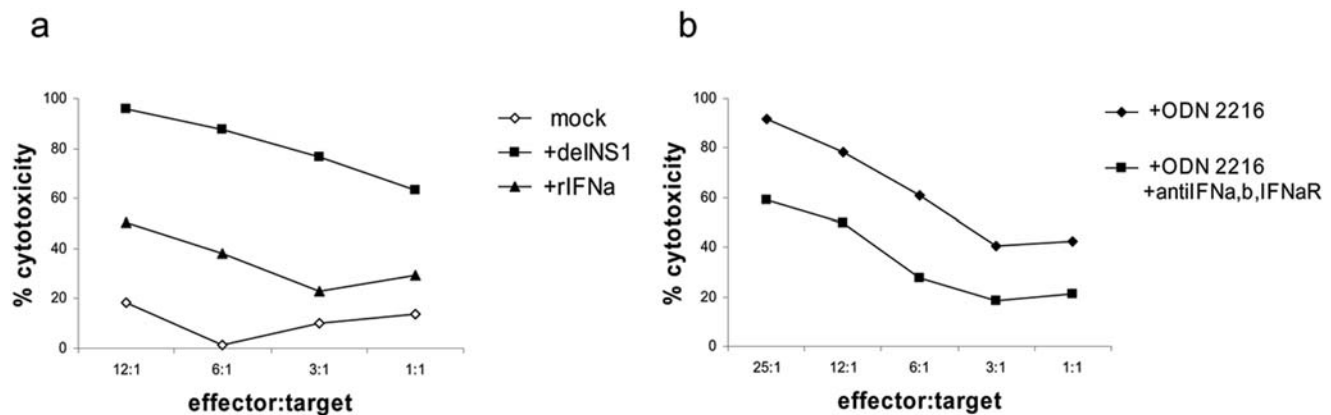 a
100
80
60
40
20
0
% cytotoxicity
12:1 6:1 3:1 1:1
effector:target
mock
+delNS1
+rIFNa
b
100
80
60
40
20
0
% cytotoxicity
25:1 12:1 6:1 3:1 1:1
effector:target
+ODN 2216
+ODN 2216
+antiIFNa,b,IFNaR